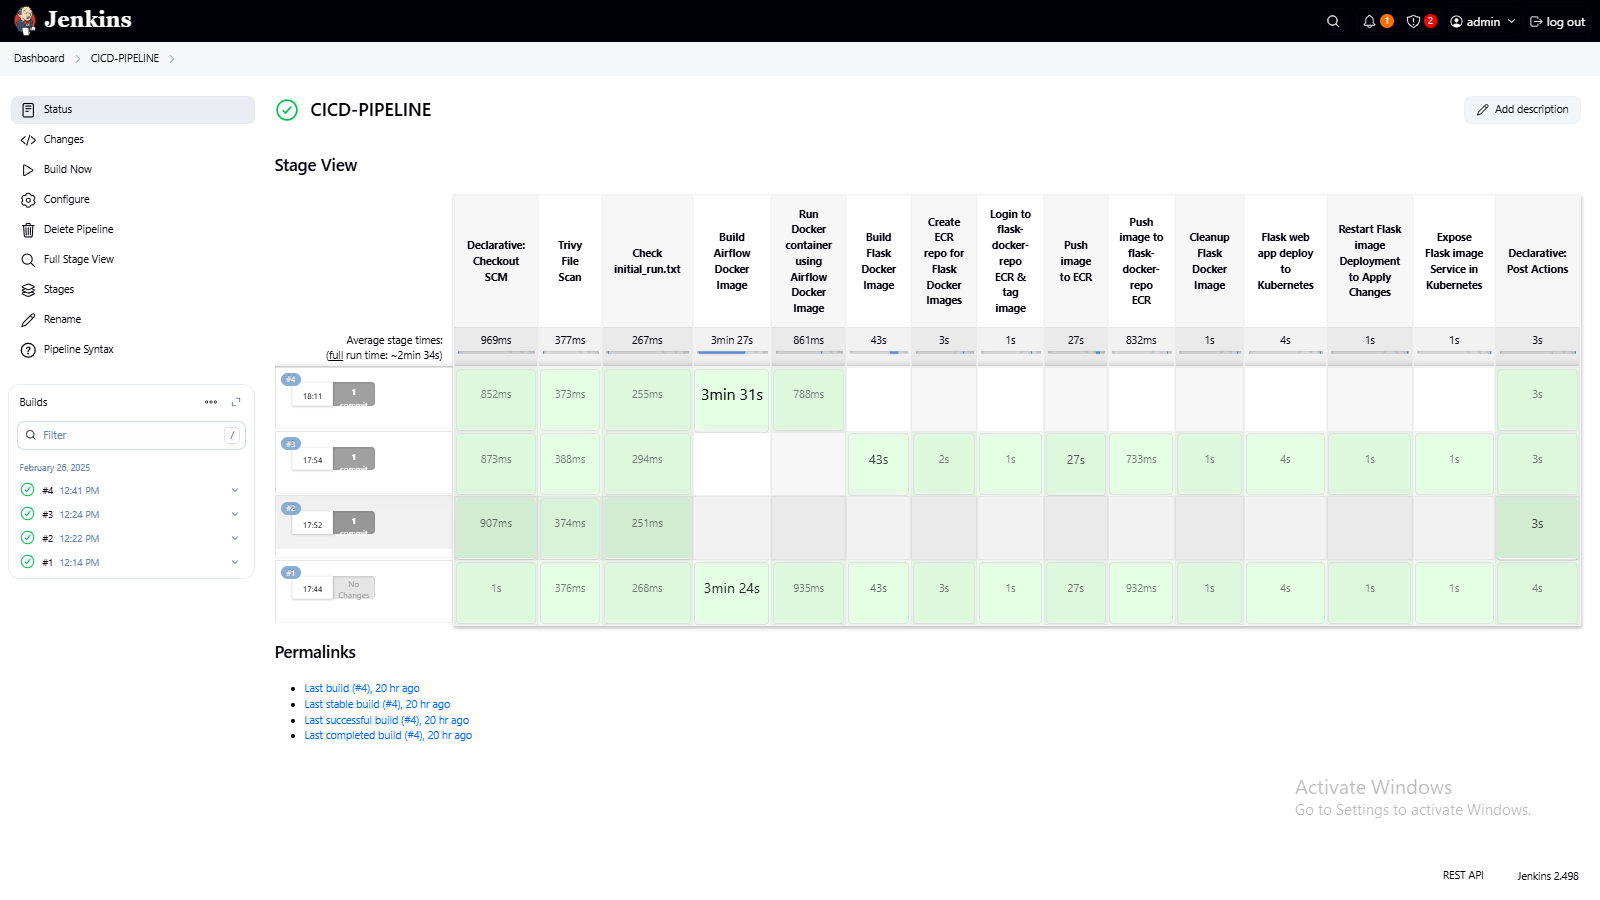 Jenkins
1
2
admin
log out
Dashboard
CICD-PIPELINE
Status
Changes
Build Now
Configure
Delete Pipeline
Full Stage View
Stages
Rename
Pipeline Syntax
Builds
Filter
/
February 26, 2025
#4 12:41 PM
#3 12:24 PM
#2 12:22 PM
#1 12:14 PM
CICD-PIPELINE
Add description
Stage View
Declarative:
Checkout
SCM
Trivy
File
Scan
Check
initial_run.txt
Build
Airflow
Docker
Image
Run
Docker
container
using
Airflow
Docker
Image
Build
Flask
Docker
Image
Create
ECR
repo for
Flask
Docker
Images
Login to
flask-
docker-
repo
ECR &
tag
image
Push
image
to ECR
Push
image to
flask-
docker-
repo
ECR
Cleanup
Flask
Docker
Image
Flask web
app deploy
to
Kubernetes
Restart Flask
image
Deployment
to Apply
Changes
Expose
Flask image
Service in
Kubernetes
Declarative:
Post Actions
Average stage times:
(full run time: ~2min 34s)
969ms 377ms 267ms 3min 27s 861ms 43s 3s 1s 27s 832ms 1s 4s 1s 1s 3s
#4
18:11
1
commit
852ms 373ms 255ms 3min 31s 788ms 3s
#3
17:54
1
commit
873ms 388ms 294ms 43s 2s 1s 27s 733ms 1s 4s 1s 1s 3s
#2
17:52
1
commit
907ms 374ms 251ms 3s
#1
17:44
No
Changes
1s 376ms 268ms 3min 24s 935ms 43s 3s 1s 27s 932ms 1s 4s 1s 1s 4s
Permalinks
Last build (#4), 20 hr ago
Last stable build (#4), 20 hr ago
Last successful build (#4), 20 hr ago
Last completed build (#4), 20 hr ago
Activate Windows
Go to Settings to activate Windows.
REST API
Jenkins 2.498